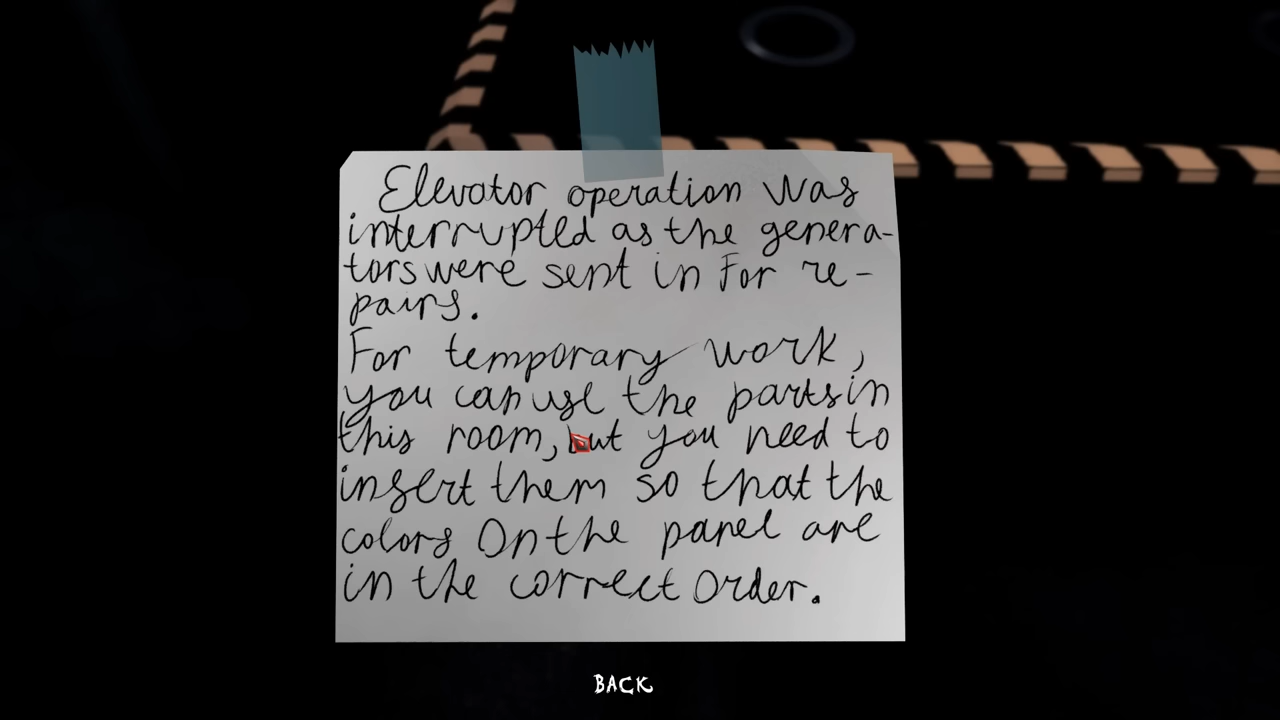 Elevator operation was
interrupted as the genera-
tors were sent in for re-
pairs.
For temporary work,
you can use the parts in
this room, but you need to
insert them so that the
colors on the panel are
in the correct order.
BACK